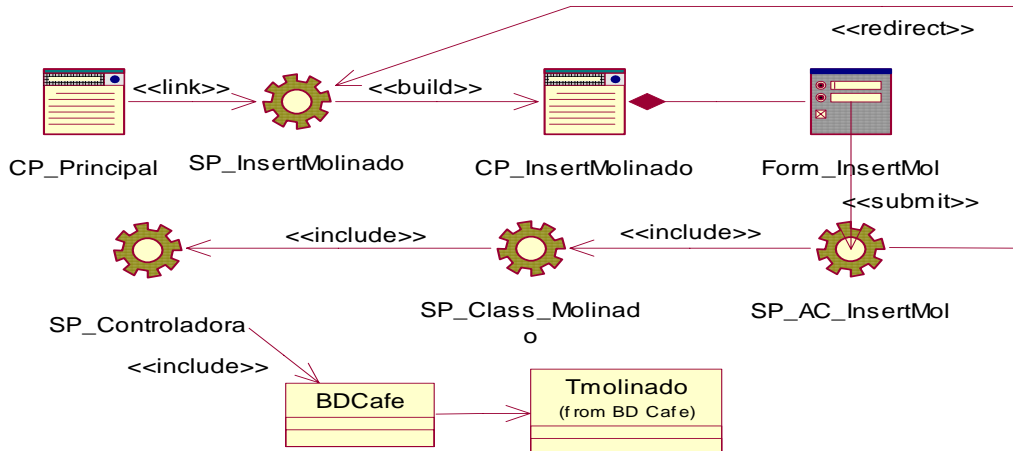 <<redirect>>
<<link>>
<<build>>
CP_Principal
SP_InsertMolinado
CP_InsertMolinado
Form_InsertMol
<<submit>>
<<include>>
<<include>>
SP_Controladora
SP_Class_Molinad
o
SP_AC_InsertMol
<<include>>
BDCafe
Tmolinado
(from BD Cafe)